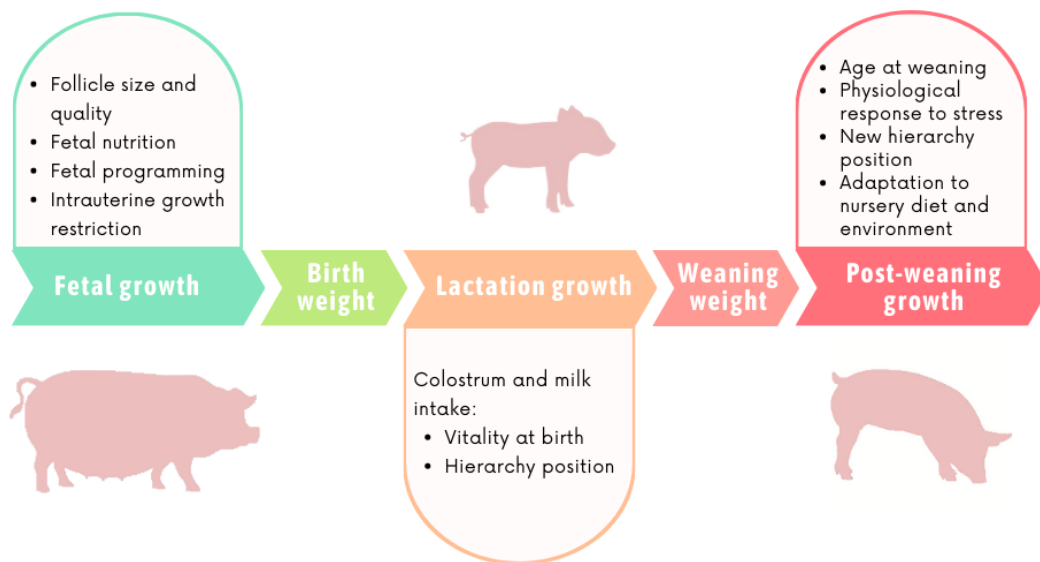 • Follicle size and
quality
• Fetal nutrition
• Fetal programming
• Intrauterine growth
restriction
• Age at weaning
• Physiological
response to stress
• New hierarchy
position
• Adaptation to
nursery diet and
environment
Fetal growth
Birth
weight
Lactation growth
Weaning
weight
Post-weaning
growth
Colostrum and milk
intake:
• Vitality at birth
• Hierarchy position